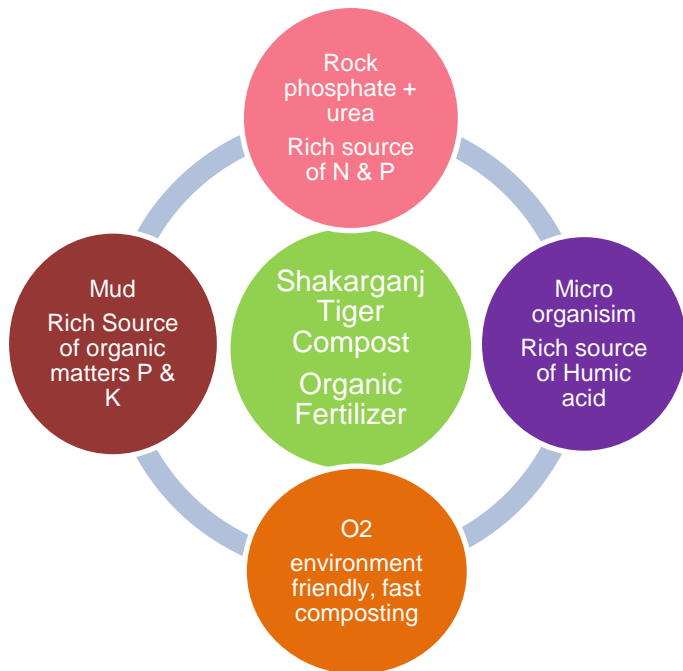 Rock
phosphate +
urea
Rich source
of N & P
Mud
Rich Source
of organic
matters P &
K
Shakarganj
Tiger
Compost
Organic
Fertilizer
Micro
organisim
Rich source
of Humic
acid
O2
environment
friendly, fast
composting